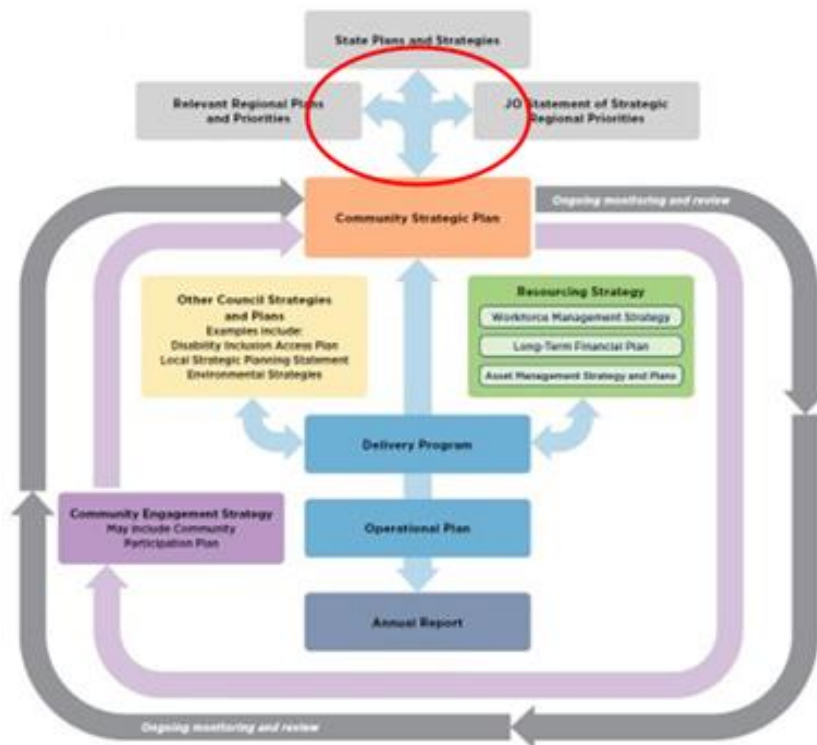 State Plans and Strategies
Relevant Regional Plans
and Priorities
JO Statement of Strategic
Regional Priorities
Community Strategic Plan
Ongoing monitoring and review
Other Council Strategies
and Plans
Examples include:
Disability Inclusion Access Plan
Local Strategic Planning Statement
Environmental Strategies
Resourcing Strategy
Workforce Management Strategy
Long-Term Financial Plan
Asset Management Strategy and Plans
Delivery Program
Community Engagement Strategy
May include Community
Participation Plan
Operational Plan
Annual Report
Ongoing monitoring and review